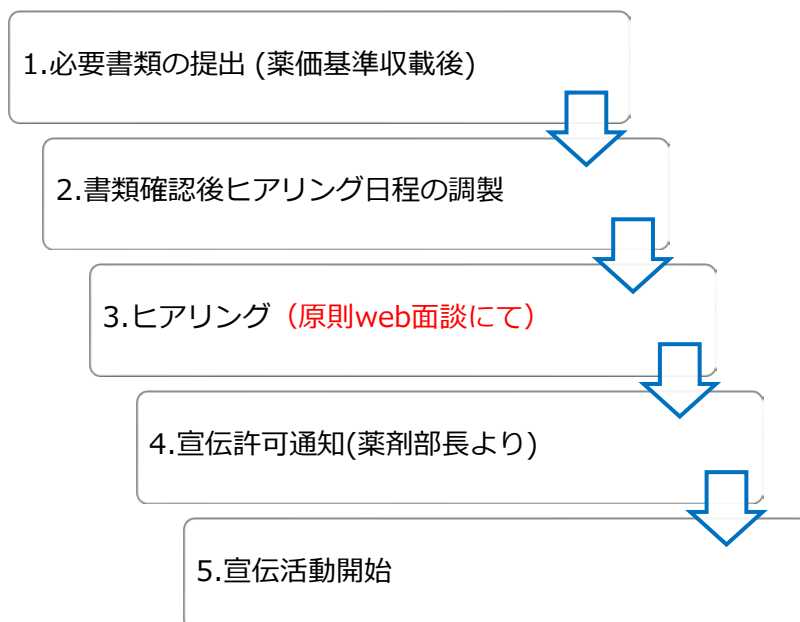 1.必要書類の提出 (薬価基準収載後)
2.書類確認後ヒアリング日程の調製
3.ヒアリング（原則web面談にて）
4.宣伝許可通知(薬剤部長より)
5.宣伝活動開始